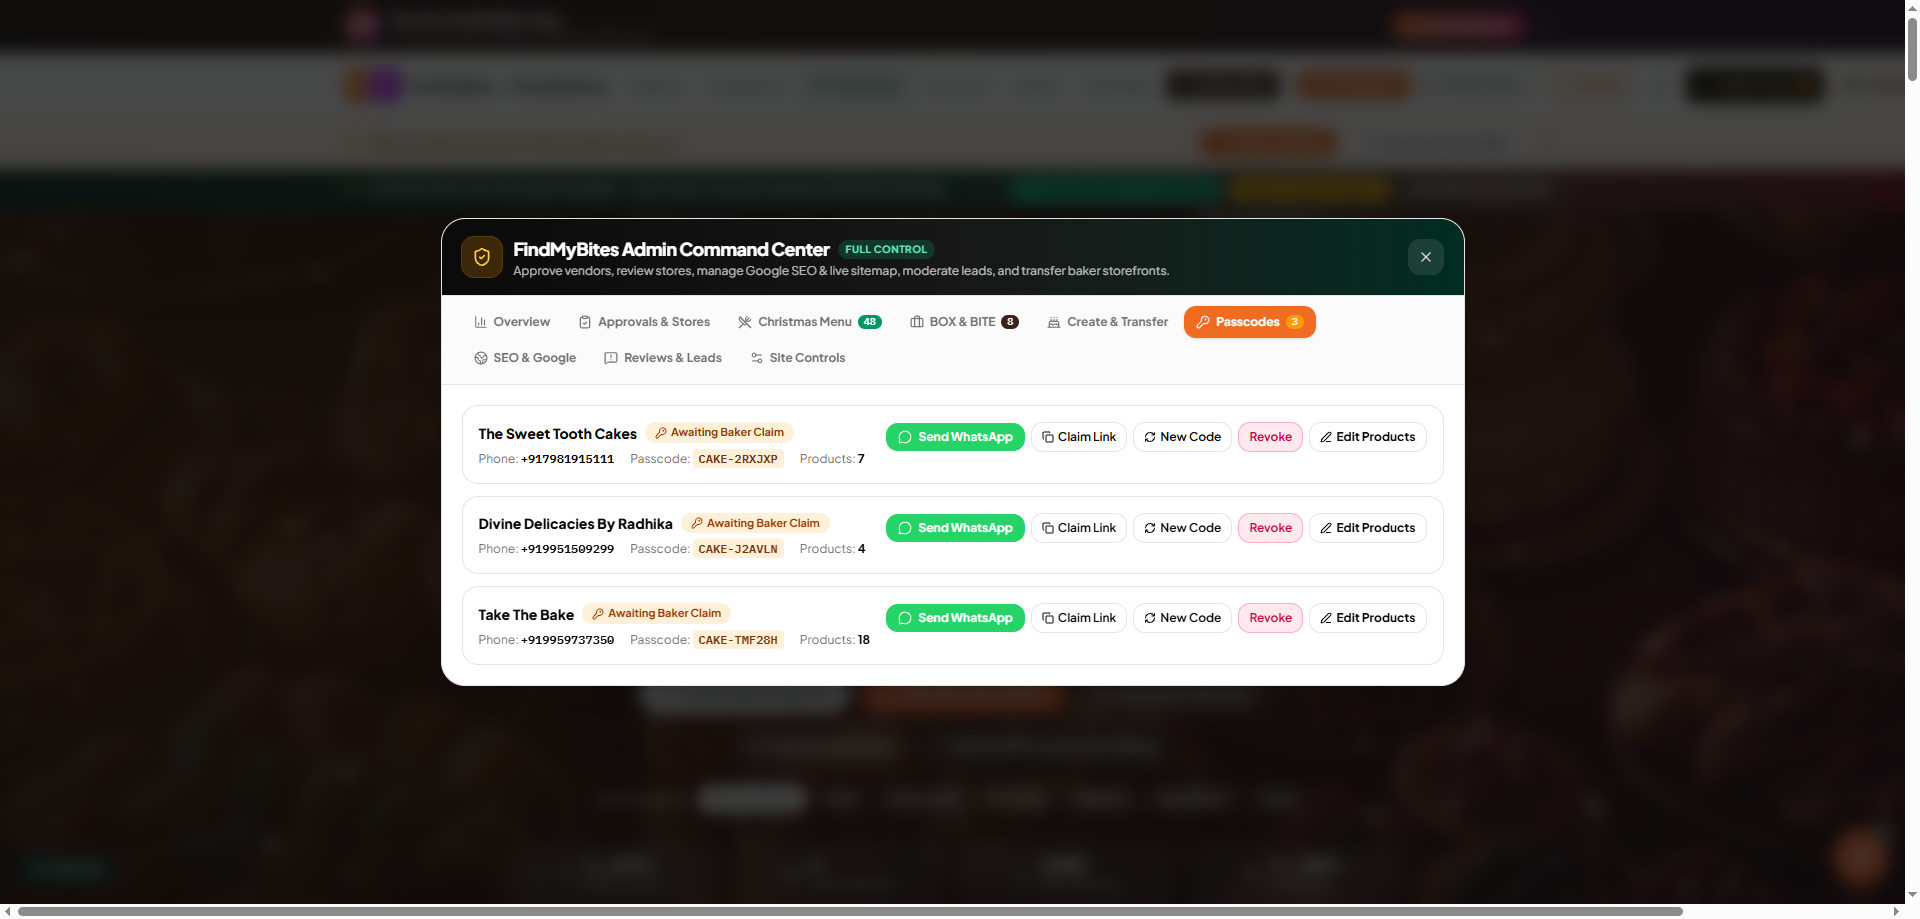 FindMyBites Admin Command Center FULL CONTROL
Approve vendors, review stores, manage Google SEO & live sitemap, moderate leads, and transfer baker storefronts.
Overview Approvals & Stores Christmas Menu 48 BOX & BITE 8 Create & Transfer Passcodes 3
SEO & Google Reviews & Leads Site Controls
The Sweet Tooth Cakes Awaiting Baker Claim Send WhatsApp Claim Link New Code Revoke Edit Products
Phone: +917981915111 Passcode: CAKE-2RXJXP Products: 7
Divine Delicacies By Radhika Awaiting Baker Claim Send WhatsApp Claim Link New Code Revoke Edit Products
Phone: +919951509299 Passcode: CAKE-J2AVLN Products: 4
Take The Bake Awaiting Baker Claim Send WhatsApp Claim Link New Code Revoke Edit Products
Phone: +919959737350 Passcode: CAKE-TMF28H Products: 18